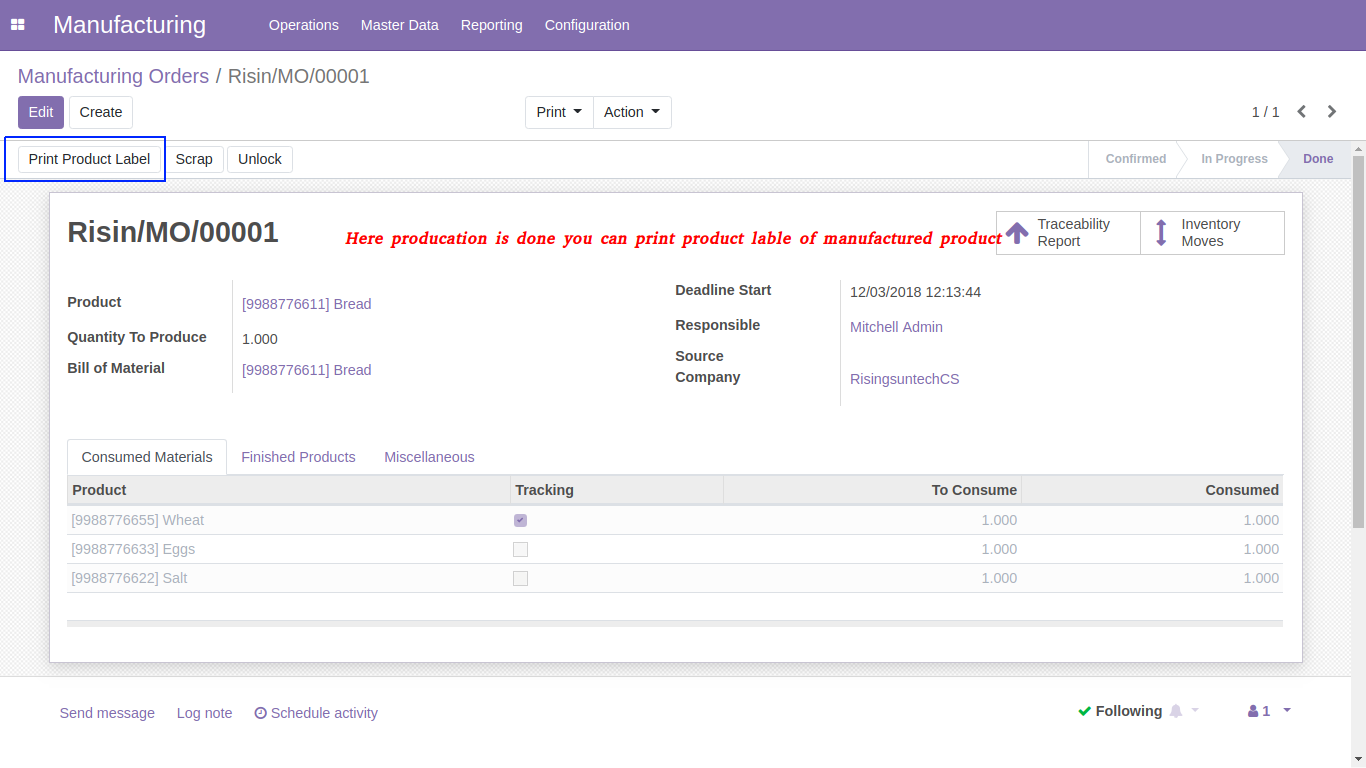 Manufacturing Operations Master Data Reporting Configuration
Manufacturing Orders / Risin/MO/00001
Edit Create Print Action 1 / 1
Print Product Label Scrap Unlock Confirmed In Progress Done
Risin/MO/00001
Here producation is done you can print product lable of manufactured product
Traceability Report
Inventory Moves
Product [9988776611] Bread
Quantity To Produce 1.000
Bill of Material [9988776611] Bread
Deadline Start 12/03/2018 12:13:44
Responsible Mitchell Admin
Source
Company RisingsuntechCS
Consumed Materials Finished Products Miscellaneous
Product Tracking To Consume Consumed
[9988776655] Wheat 1.000 1.000
[9988776633] Eggs 1.000 1.000
[9988776622] Salt 1.000 1.000
Send message Log note Schedule activity Following 1